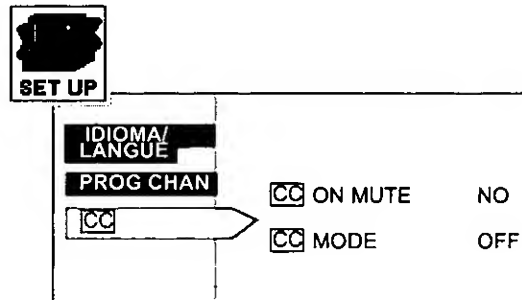 SET UP
IDIOMA/
LANGUE
PROG CHAN
CC
CC ON MUTE NO
CC MODE OFF